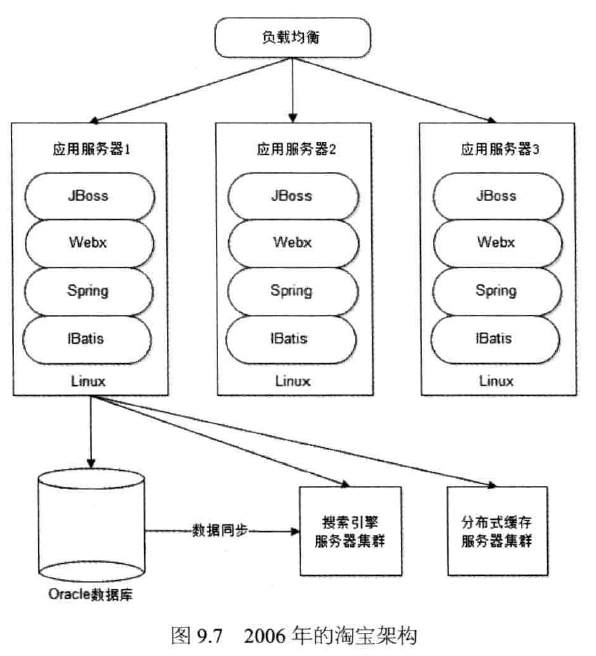 负载均衡
应用服务器1
JBoss
Webx
Spring
IBatis
Linux
应用服务器2
JBoss
Webx
Spring
IBatis
Linux
应用服务器3
JBoss
Webx
Spring
IBatis
Linux
Oracle数据库
数据同步
搜索引擎
服务器集群
分布式缓存
服务器集群
图 9.7 2006 年的淘宝架构